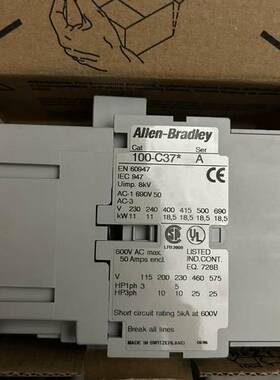 Allen-Bradley
Cat Ser
100-C37* A
EN 60947
IEC 947
Uimp. 8kV
AC-1 690V 50
AC-3
V 230 240 400 415 500 690
kW 11 11 18,5 18,5 18,5 18,5
600V AC max.
50 Amps encl.
LR13908
LISTED
IND.CONT.
EQ.728B
V 115 200 230 460 575
HP1ph 3 5
HP3ph 10 10 25 25
Short circuit rating 5kA at 600V
Break all lines
MADE IN SWITZERLAND